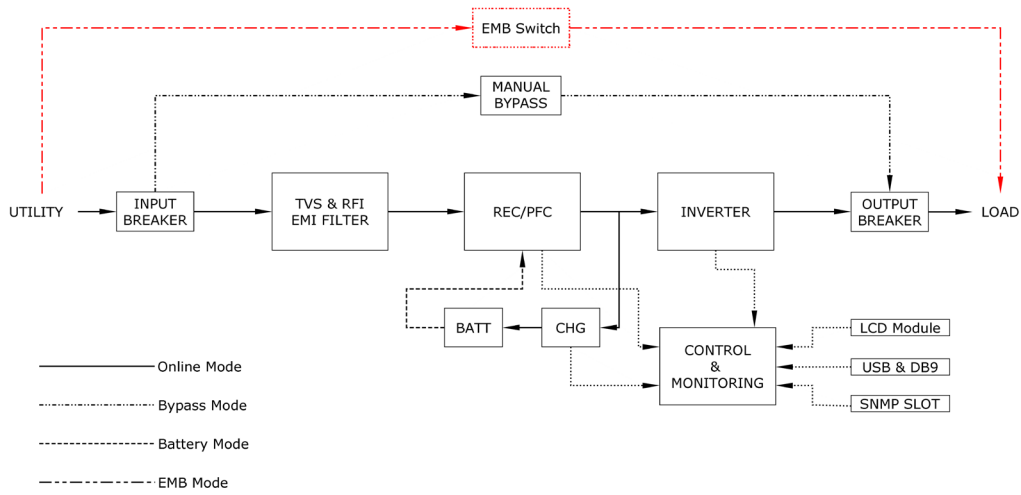 EMB Switch
MANUAL
BYPASS
UTILITY
INPUT
BREAKER
TVS & RFI
EMI FILTER
REC/PFC
INVERTER
OUTPUT
BREAKER
LOAD
BATT
CHG
CONTROL
&
MONITORING
LCD Module
USB & DB9
SNMP SLOT
Online Mode
Bypass Mode
Battery Mode
EMB Mode